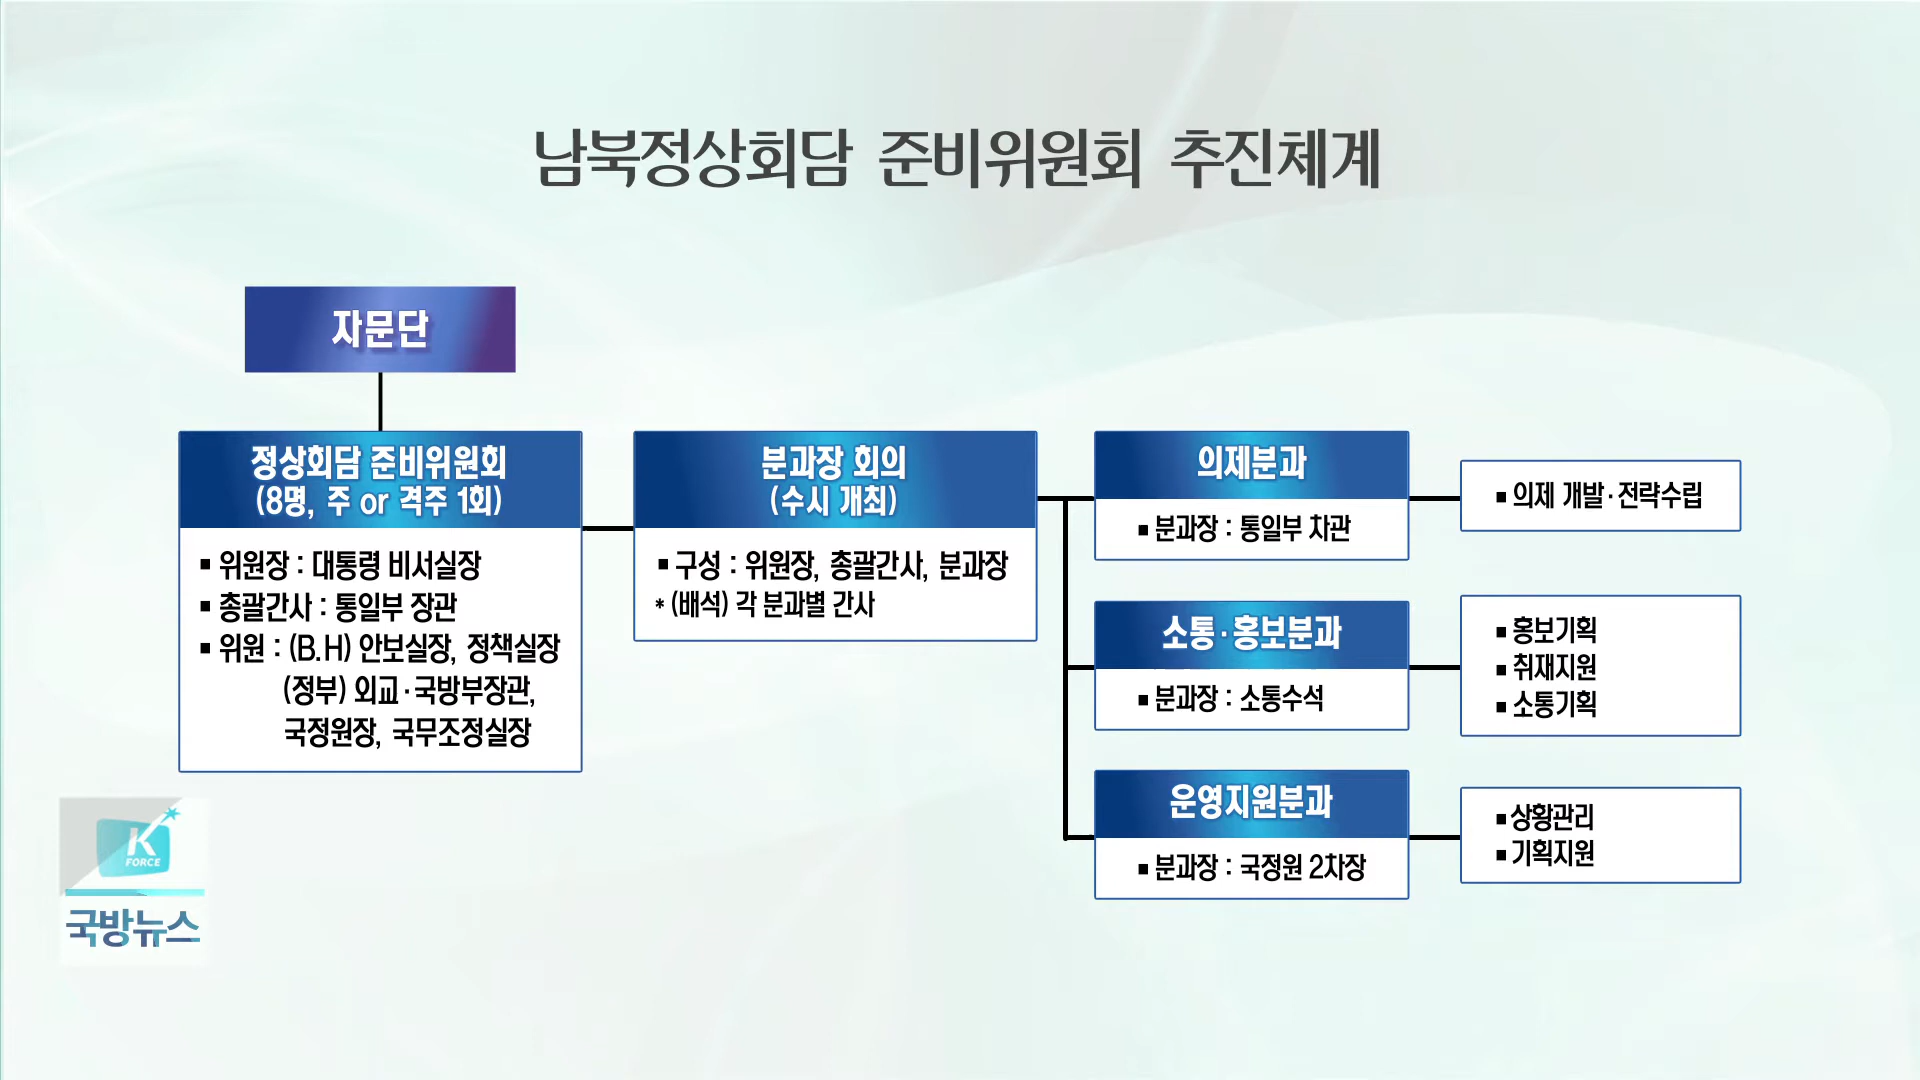 남북정상회담 준비위원회 추진체계
자문단
정상회담 준비위원회
(8명, 주 or 격주 1회)
▪ 위원장 : 대통령 비서실장
▪ 총괄간사 : 통일부 장관
▪ 위원 : (B.H) 안보실장, 정책실장
(정부) 외교·국방부장관,
국정원장, 국무조정실장
분과장 회의
(수시 개최)
▪ 구성 : 위원장, 총괄간사, 분과장
* (배석) 각 분과별 간사
의제분과
▪ 분과장 : 통일부 차관
▪ 의제 개발·전략수립
소통·홍보분과
▪ 분과장 : 소통수석
▪ 홍보기획
▪ 취재지원
▪ 소통기획
운영지원분과
▪ 분과장 : 국정원 2차장
▪ 상황관리
▪ 기획지원
K
FORCE
국방뉴스